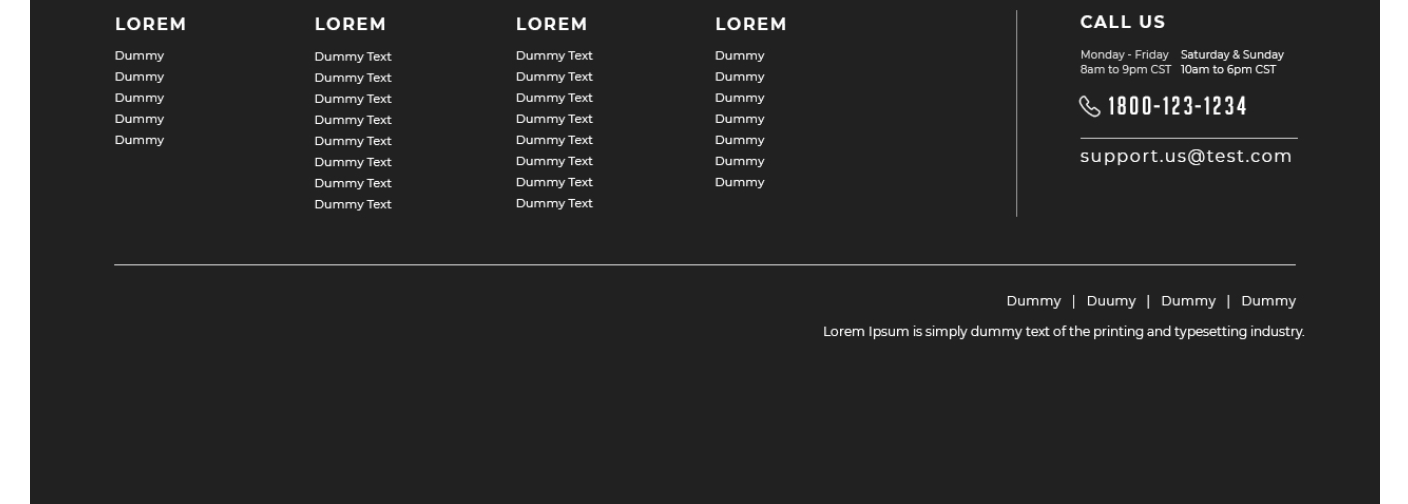 LOREM
Dummy
Dummy
Dummy
Dummy
Dummy
LOREM
Dummy Text
Dummy Text
Dummy Text
Dummy Text
Dummy Text
Dummy Text
Dummy Text
Dummy Text
LOREM
Dummy Text
Dummy Text
Dummy Text
Dummy Text
Dummy Text
Dummy Text
Dummy Text
Dummy Text
LOREM
Dummy
Dummy
Dummy
Dummy
Dummy
Dummy
Dummy
CALL US
Monday - Friday Saturday & Sunday
8am to 9pm CST 10am to 6pm CST
1800-123-1234
support.us@test.com
Dummy | Duumy | Dummy | Dummy
Lorem Ipsum is simply dummy text of the printing and typesetting industry.